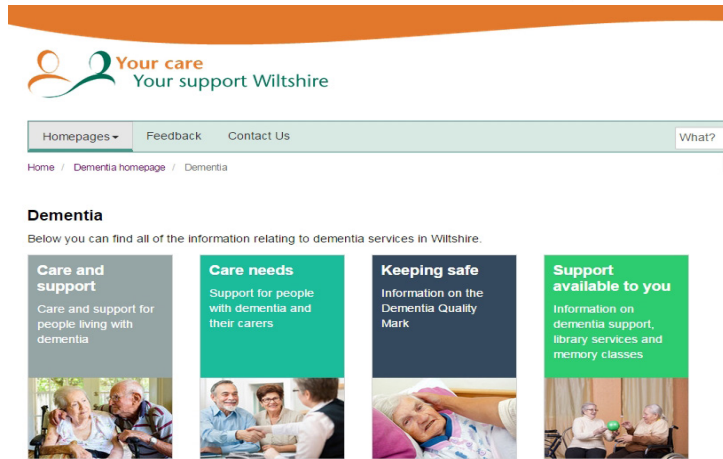 Your care
Your support Wiltshire
Homepages Feedback Contact Us What?
Home / Dementia homepage / Dementia
Dementia
Below you can find all of the information relating to dementia services in Wiltshire.
Care and
support
Care and support for
people living with
dementia
Care needs
Support for people
with dementia and
their carers
Keeping safe
Information on the
Dementia Quality
Mark
Support
available to you
Information on
dementia support,
library services and
memory classes